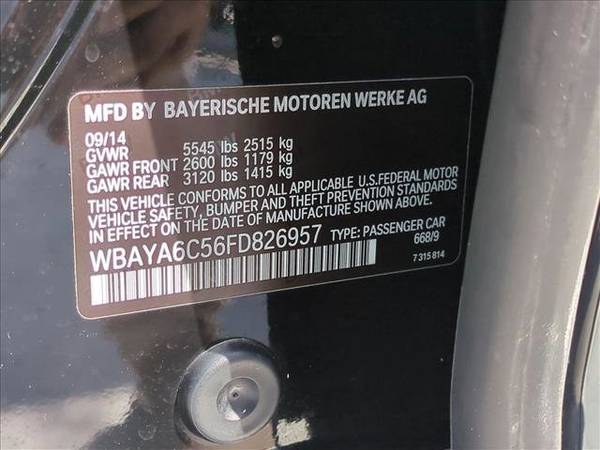 MFD BY BAYERISCHE MOTOREN WERKE AG
09/14
GVWR 5545 lbs 2515 kg
GAWR FRONT 2600 lbs 1179 kg
GAWR REAR 3120 lbs 1415 kg
THIS VEHICLE CONFORMS TO ALL APPLICABLE U.S.FEDERAL MOTOR
VEHICLE SAFETY, BUMPER AND THEFT PREVENTION STANDARDS
IN EFFECT ON THE DATE OF MANUFACTURE SHOWN ABOVE.
WBAYA6C56FD826957 TYPE: PASSENGER CAR
668/9
7 315 814